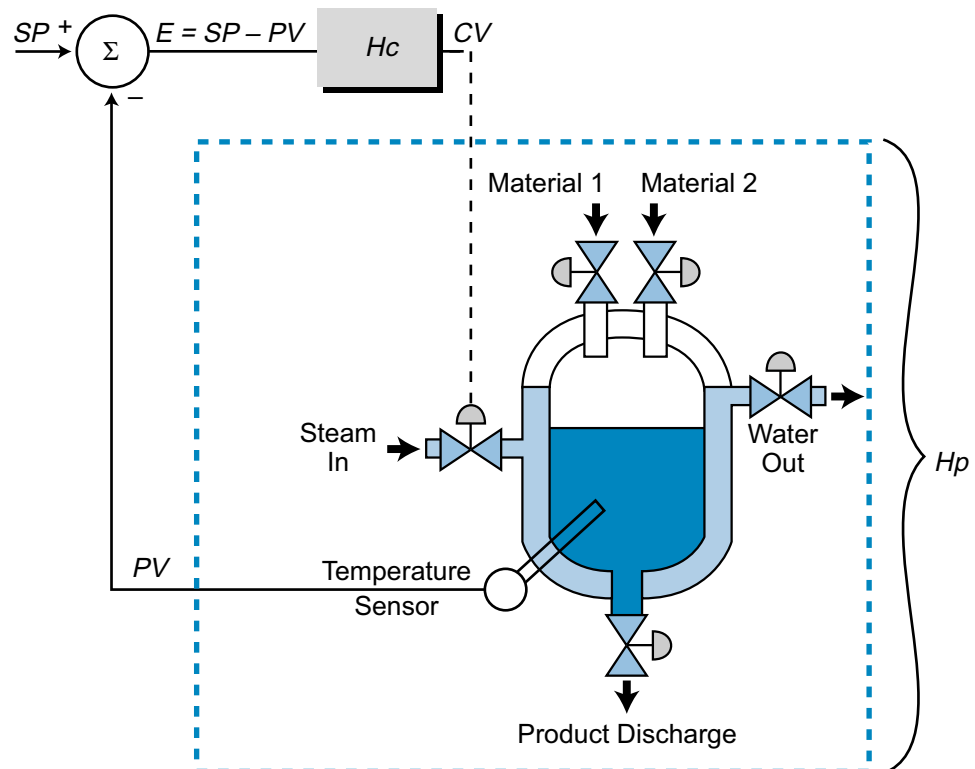 SP + E = SP – PV Hc CV
Σ
–
Material 1 Material 2
Steam
In
Water
Out
Hp
PV
Temperature
Sensor
Product Discharge